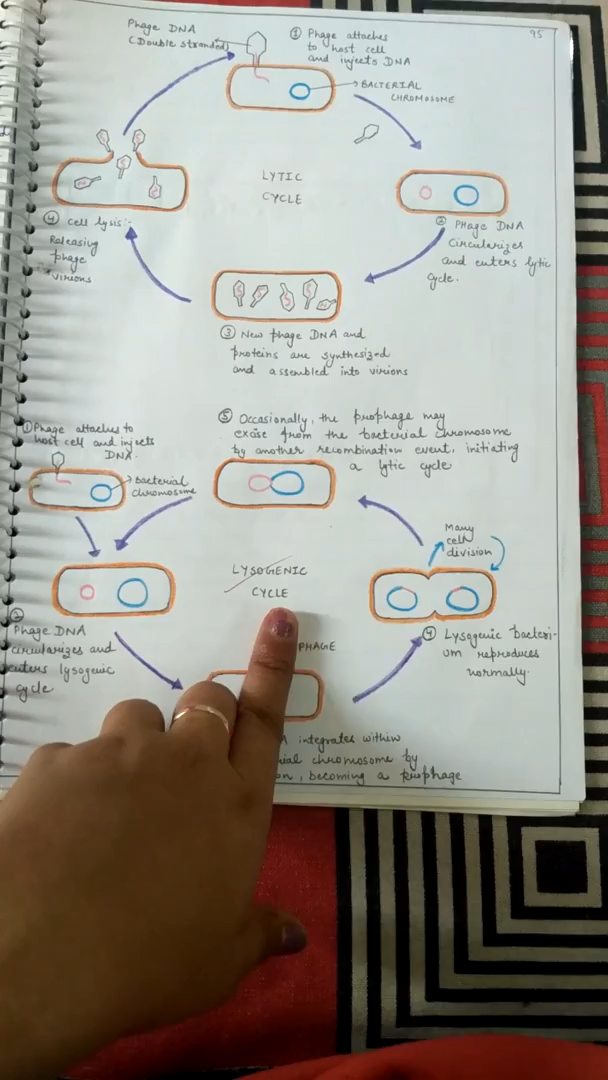 95
Phage DNA
(Double stranded)
① Phage attaches
to host cell
and injects DNA
BACTERIAL
CHROMOSOME
LYTIC
CYCLE
② Phage DNA
circularizes
and enters lytic
cycle.
③ New phage DNA and
proteins are synthesized
and assembled into virions
④ Cell lysis:-
Releasing
phage
virions
① Phage attaches to
host cell and injects
DNA.
Bacterial
chromosome
⑤ Occasionally, the prophage may
excise from the bacterial chromosome
by another recombination event, initiating
a lytic cycle
LYSOGENIC
CYCLE
Many
cell
division
④ Lysogenic bacteri-
um reproduces
normally.
②
Phage DNA
circularizes and
enters lysogenic
cycle
PHAGE
integrates within
chromosome by
, becoming a prophage